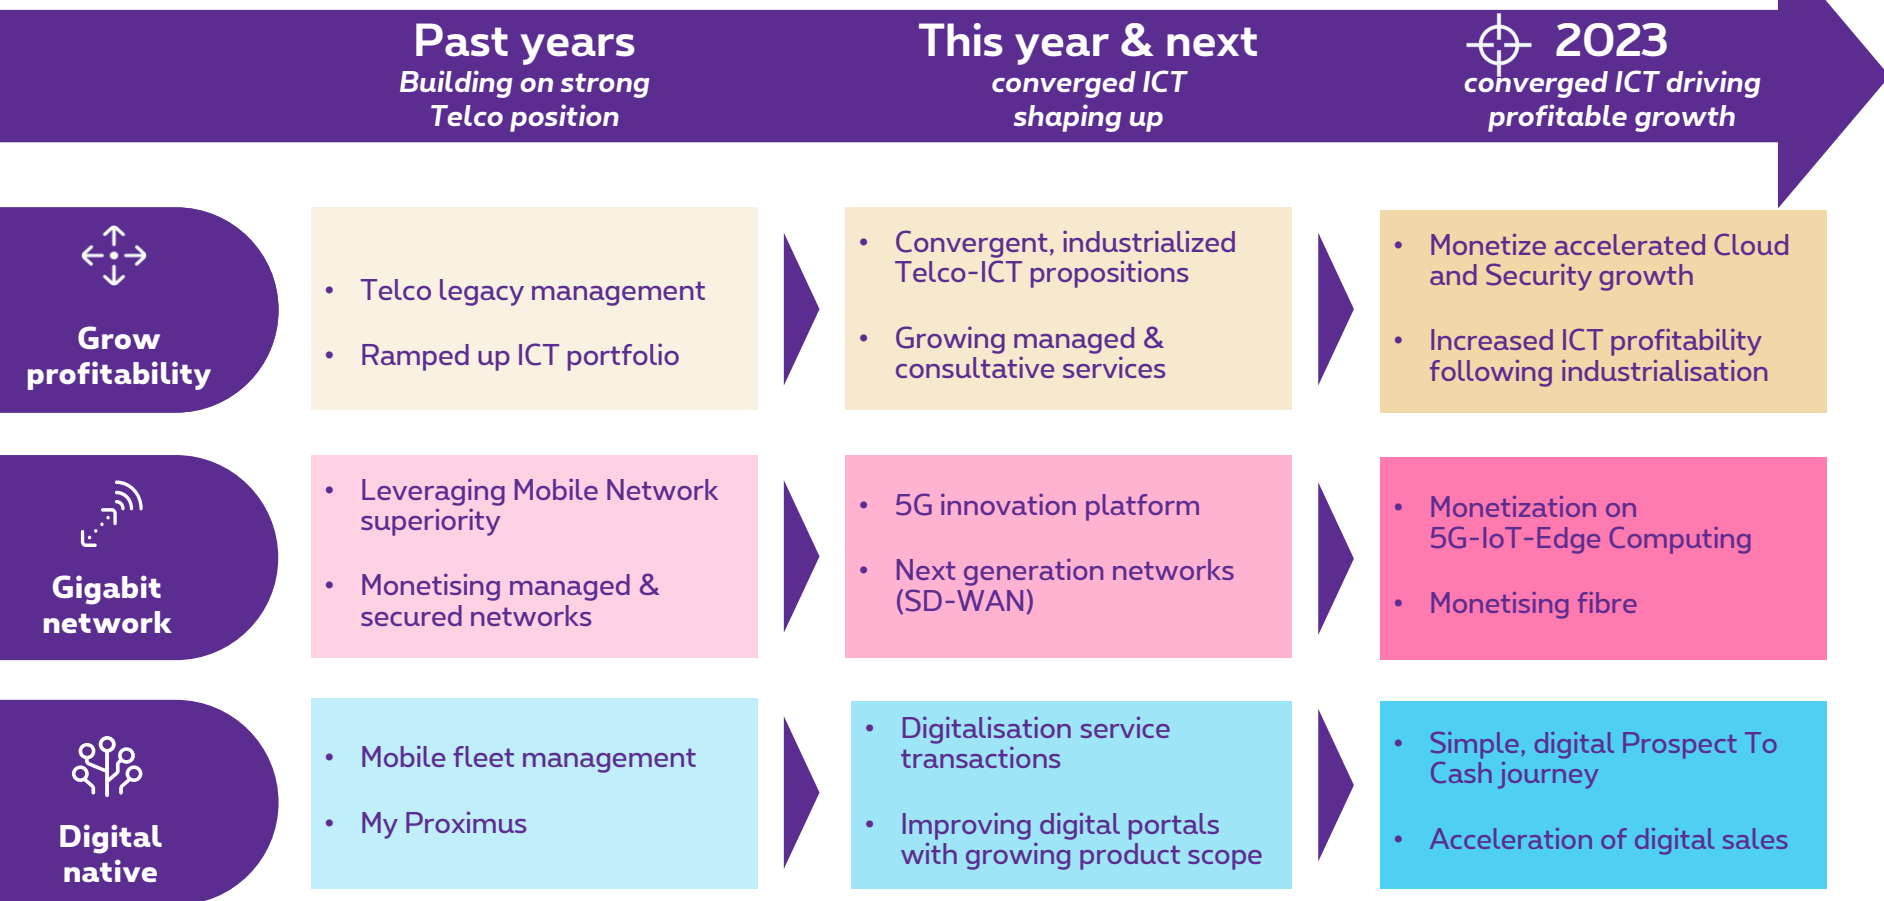 Past years
Building on strong
Telco position
This year & next
converged ICT
shaping up
2023
converged ICT driving
profitable growth
Grow
profitability
• Telco legacy management
• Ramped up ICT portfolio
• Convergent, industrialized
Telco-ICT propositions
• Growing managed &
consultative services
• Monetize accelerated Cloud
and Security growth
• Increased ICT profitability
following industrialisation
Gigabit
network
• Leveraging Mobile Network
superiority
• Monetising managed &
secured networks
• 5G innovation platform
• Next generation networks
(SD-WAN)
• Monetization on
5G-IoT-Edge Computing
• Monetising fibre
Digital
native
• Mobile fleet management
• My Proximus
• Digitalisation service
transactions
• Improving digital portals
with growing product scope
• Simple, digital Prospect To
Cash journey
• Acceleration of digital sales